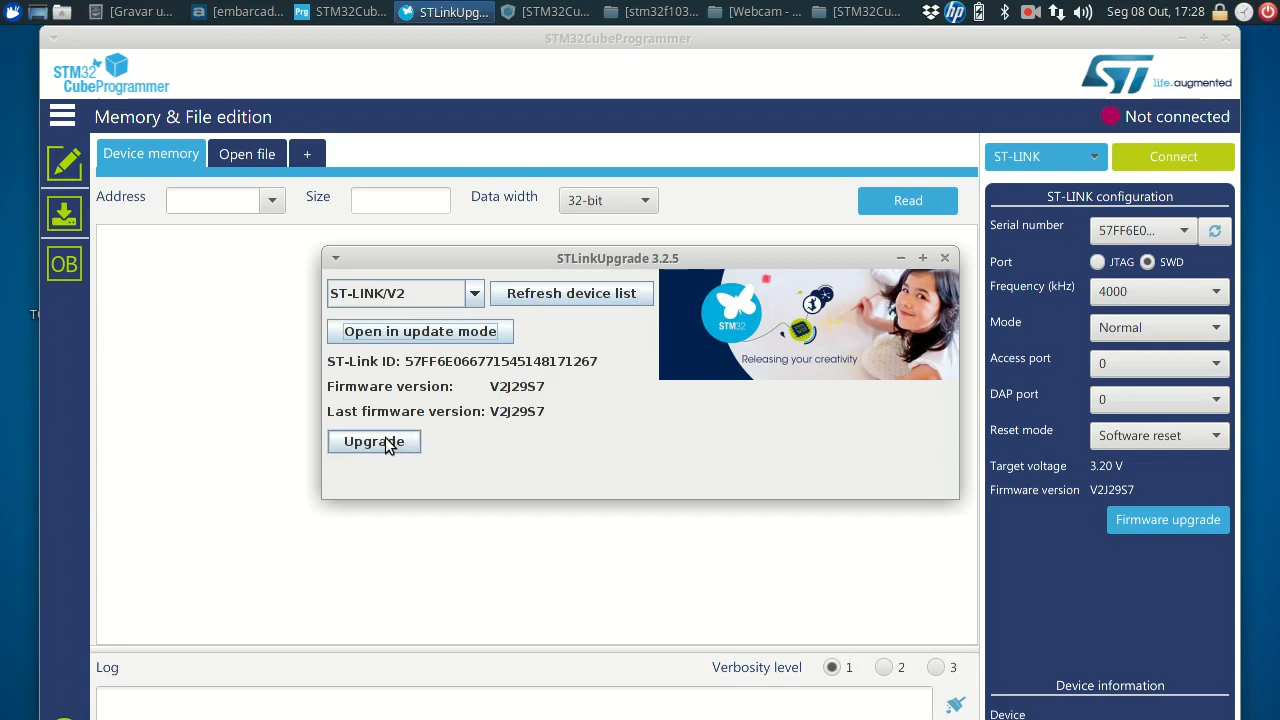 [Gravar u...
[embarcad...
STM32Cub...
STLinkUpg...
[STM32Cu...
[stm32f103...
[Webcam - ...
[STM32Cu...
Seg 08 Out, 17:28
STM32CubeProgrammer
STM32
CubeProgrammer
life.augmented
Memory & File edition
Not connected
Device memory
Open file
+
ST-LINK
Connect
Address
Size
Data width
32-bit
Read
ST-LINK configuration
Serial number
57FF6E0...
Port
JTAG
SWD
Frequency (kHz)
4000
Mode
Normal
Access port
0
DAP port
0
Reset mode
Software reset
Target voltage
3.20 V
Firmware version
V2J29S7
Firmware upgrade
Device information
Device
OB
STLinkUpgrade 3.2.5
ST-LINK/V2
Refresh device list
Open in update mode
ST-Link ID: 57FF6E066771545148171267
Firmware version: V2J29S7
Last firmware version: V2J29S7
Upgrade
STM32
Releasing your creativity
Log
Verbosity level
1
2
3